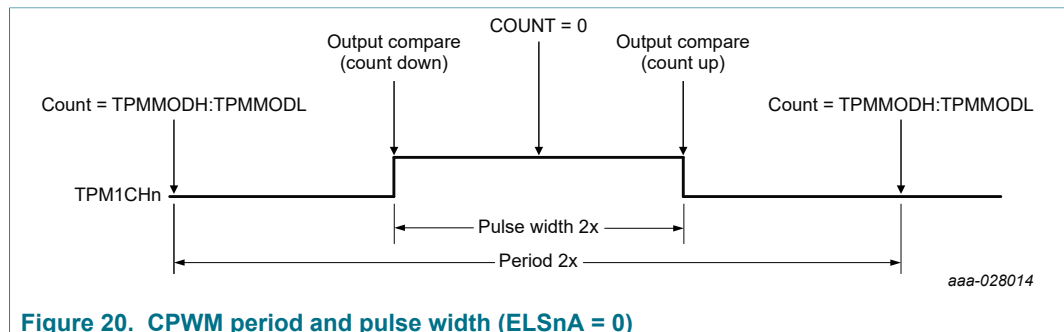 COUNT = 0
Output compare
(count down)
Output compare
(count up)
Count = TPMMODH:TPMMODL
Count = TPMMODH:TPMMODL
TPM1CHn
Pulse width 2x
Period 2x
aaa-028014
Figure 20. CPWM period and pulse width (ELSnA = 0)